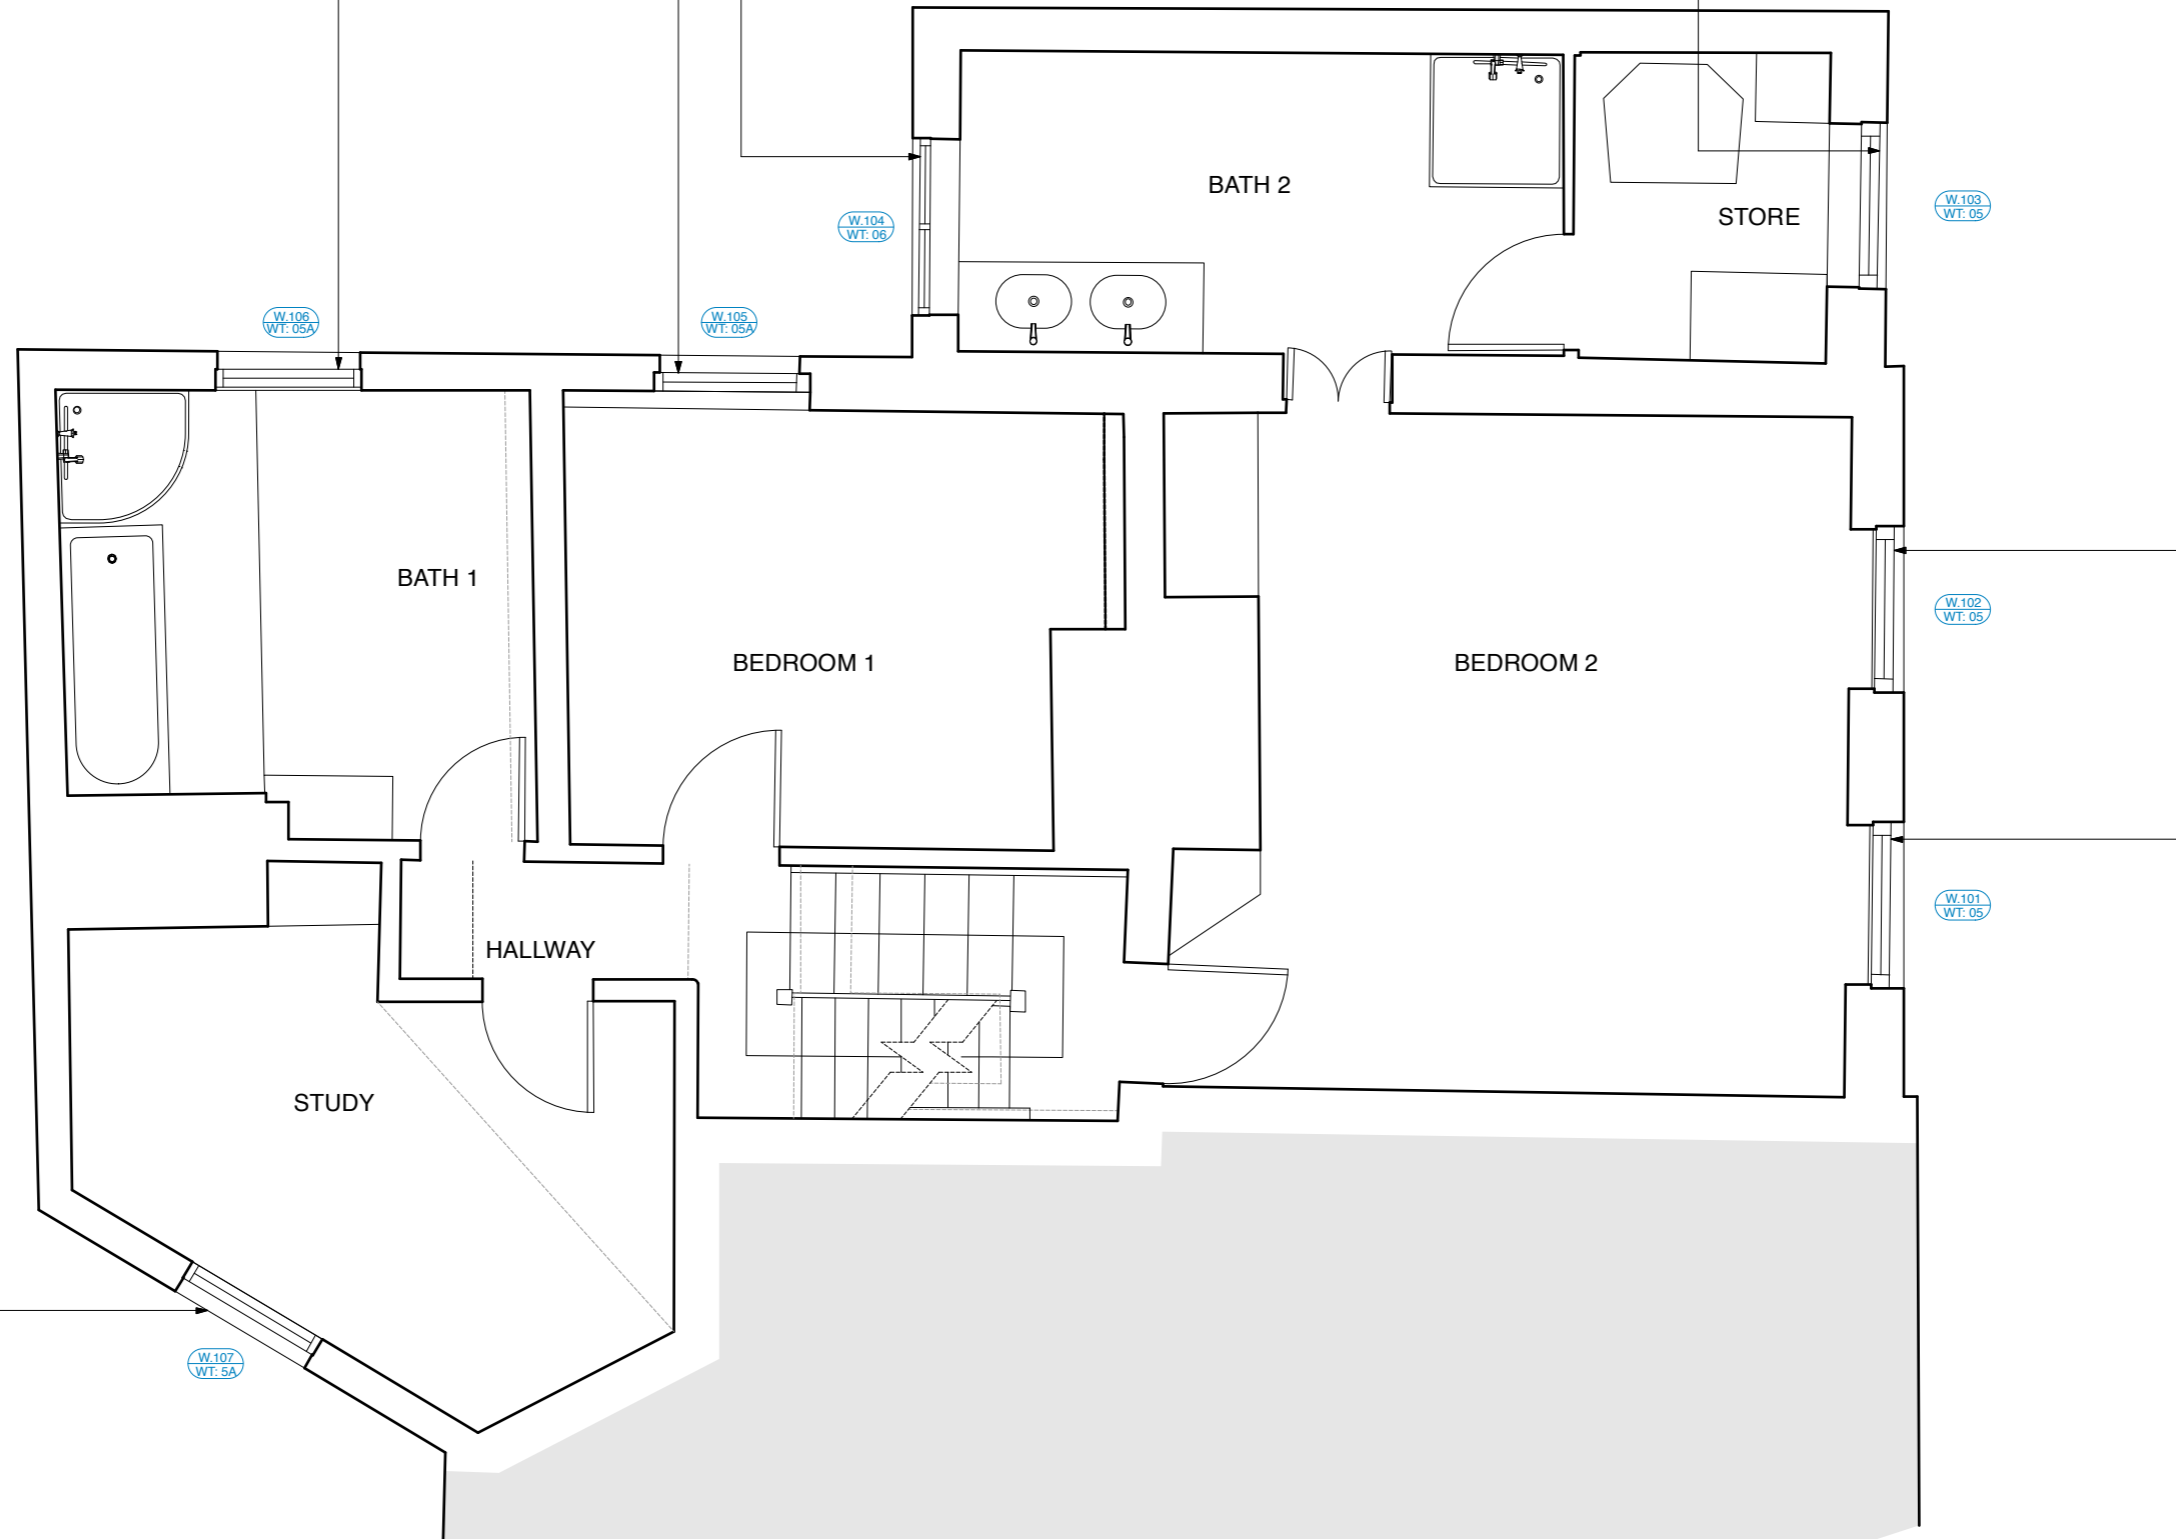 BATH 2
W.103
WT: 05
STORE
W.104
WT: 06
W.106
WT: 05A
W.105
WT: 05A
BATH 1
W.102
WT: 05
BEDROOM 1
BEDROOM 2
W.101
WT: 05
HALLWAY
STUDY
W.107
WT: 5A